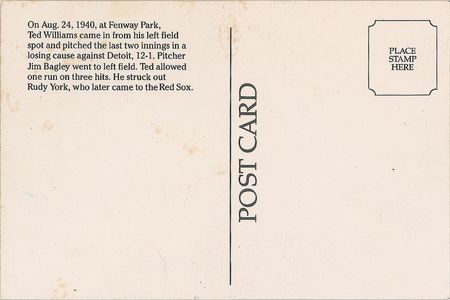 On Aug. 24, 1940, at Fenway Park,
Ted Williams came in from his left field
spot and pitched the last two innings in a
losing cause against Detoit, 12-1. Pitcher
Jim Bagley went to left field. Ted allowed
one run on three hits. He struck out
Rudy York, who later came to the Red Sox.
POST CARD
PLACE
STAMP
HERE